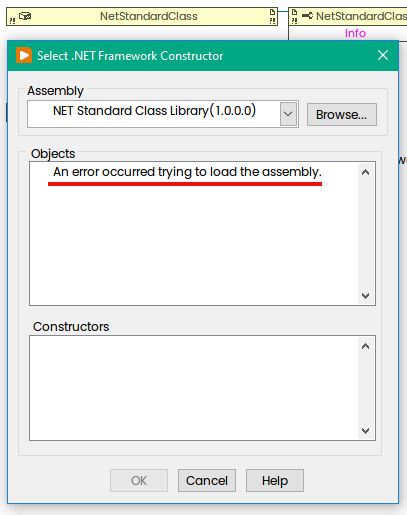 NetStandardClass
NetStandardClas
Info
Select .NET Framework Constructor
Assembly
NET Standard Class Library(1.0.0.0)
Browse...
Objects
An error occurred trying to load the assembly.
Constructors
OK
Cancel
Help